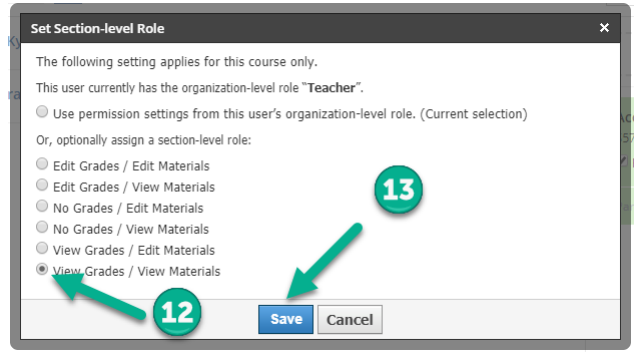 Set Section-level Role
×
The following setting applies for this course only.
This user currently has the organization-level role "Teacher".
Use permission settings from this user's organization-level role. (Current selection)
Or, optionally assign a section-level role:
Edit Grades / Edit Materials
Edit Grades / View Materials
No Grades / Edit Materials
No Grades / View Materials
View Grades / Edit Materials
View Grades / View Materials
13
12
Save Cancel